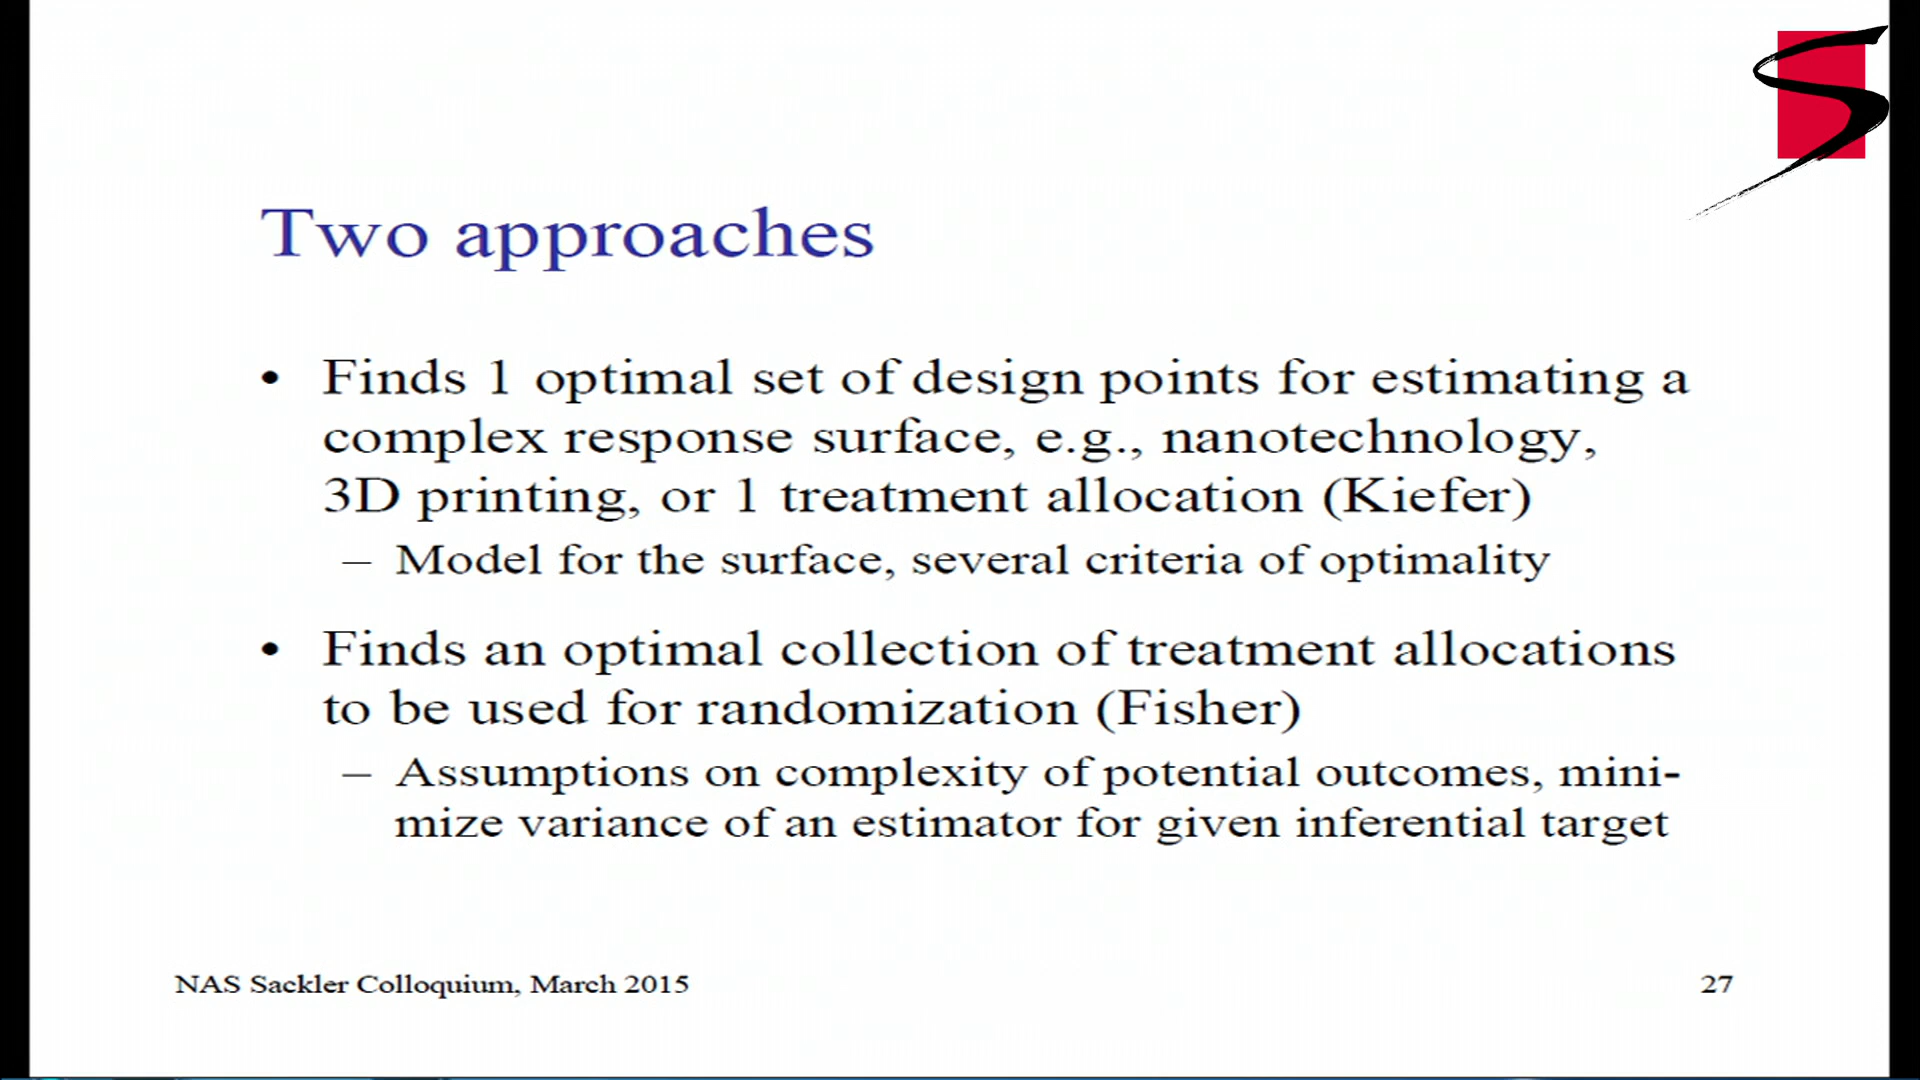 Two approaches
• Finds 1 optimal set of design points for estimating a
complex response surface, e.g., nanotechnology,
3D printing, or 1 treatment allocation (Kiefer)
– Model for the surface, several criteria of optimality
• Finds an optimal collection of treatment allocations
to be used for randomization (Fisher)
– Assumptions on complexity of potential outcomes, mini-
mize variance of an estimator for given inferential target
NAS Sackler Colloquium, March 2015
27